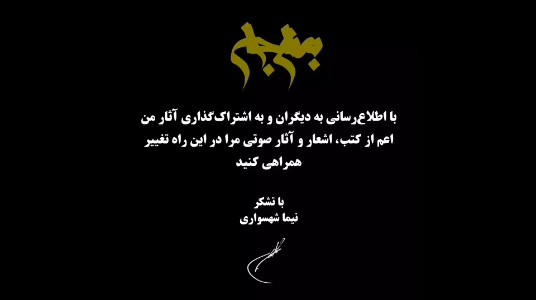 با اطلاع‌رسانی به دیگران و به اشتراک‌گذاری آثار من
اعم از کتب، اشعار و آثار صوتی مرا در این راه تغییر
همراهی کنید
با تشکر
نیما شهسواری